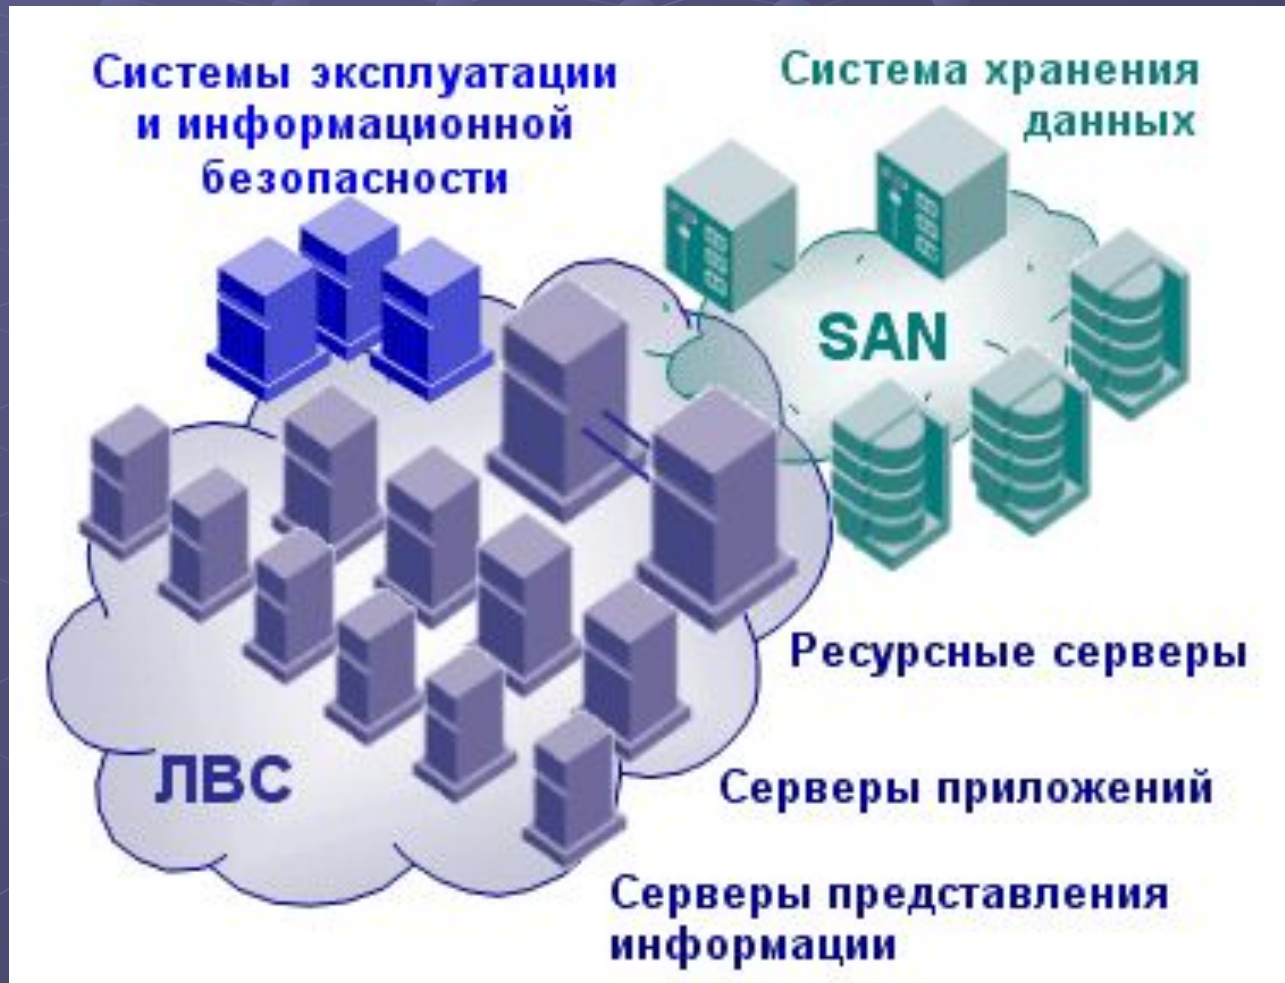 Системы эксплуатации
и информационной
безопасности
Система хранения
данных
SAN
Ресурсные серверы
ЛВС
Серверы приложений
Серверы представления
информации